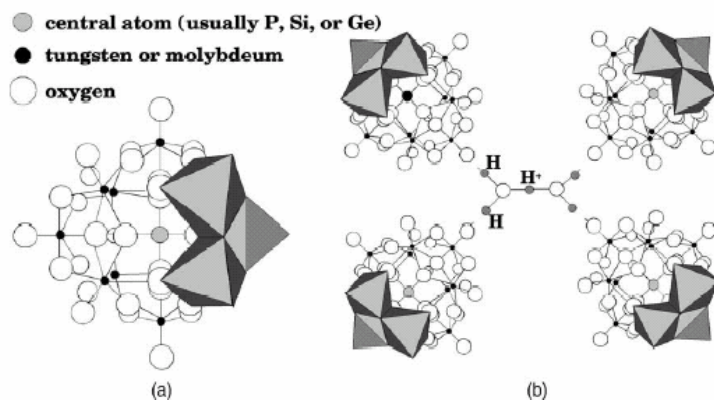 central atom (usually P, Si, or Ge)
tungsten or molybdeum
oxygen
H
H⁺
H
(a)
(b)